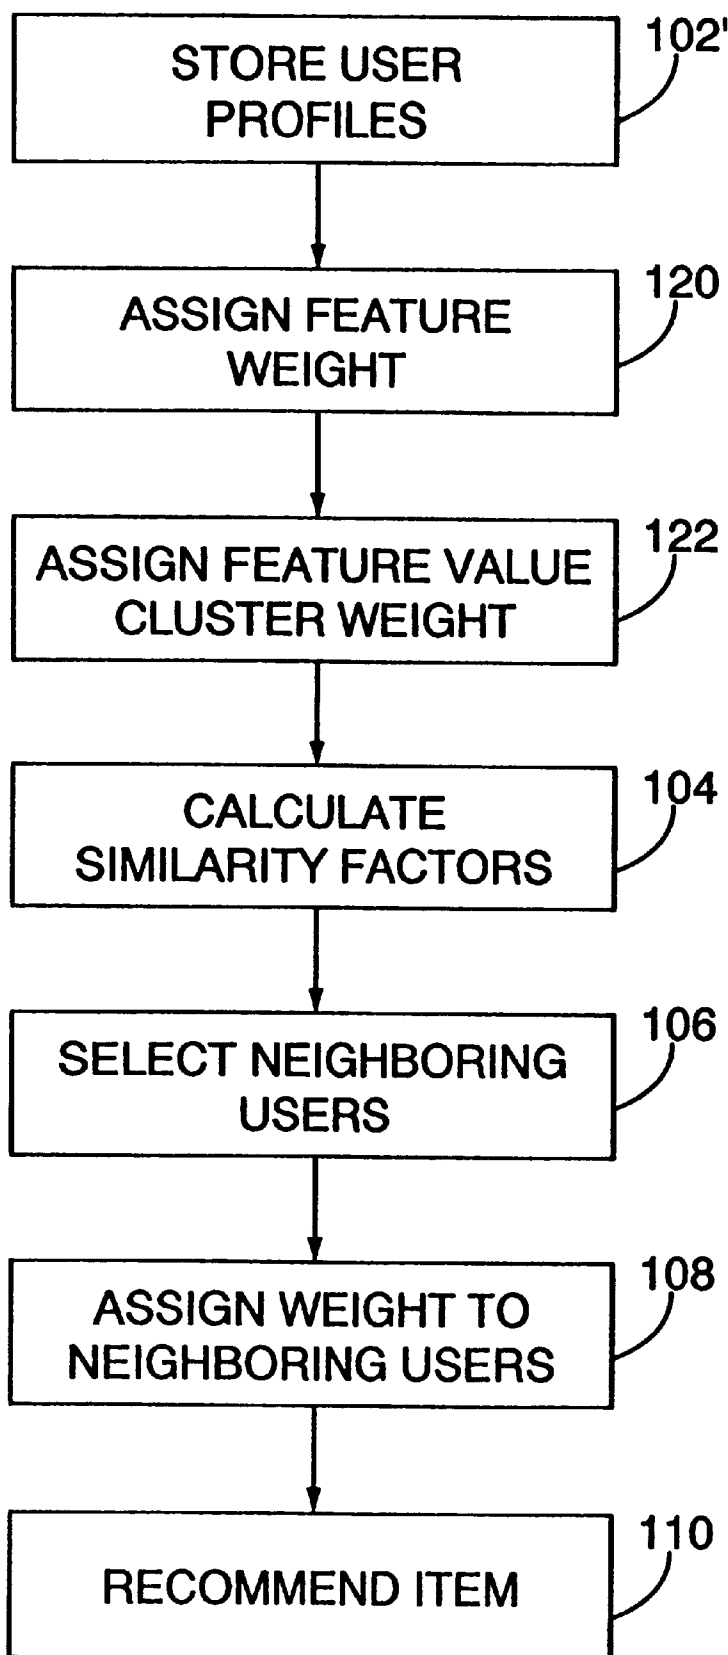 102'
STORE USER
PROFILES
120
ASSIGN FEATURE
WEIGHT
122
ASSIGN FEATURE VALUE
CLUSTER WEIGHT
104
CALCULATE
SIMILARITY FACTORS
106
SELECT NEIGHBORING
USERS
108
ASSIGN WEIGHT TO
NEIGHBORING USERS
110
RECOMMEND ITEM